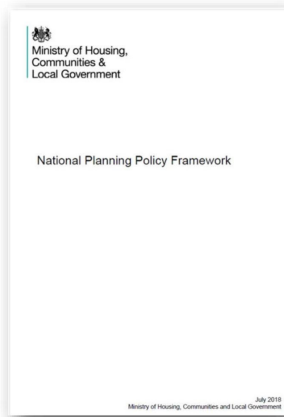 Ministry of Housing,
Communities &
Local Government
National Planning Policy Framework
July 2018
Ministry of Housing, Communities and Local Government